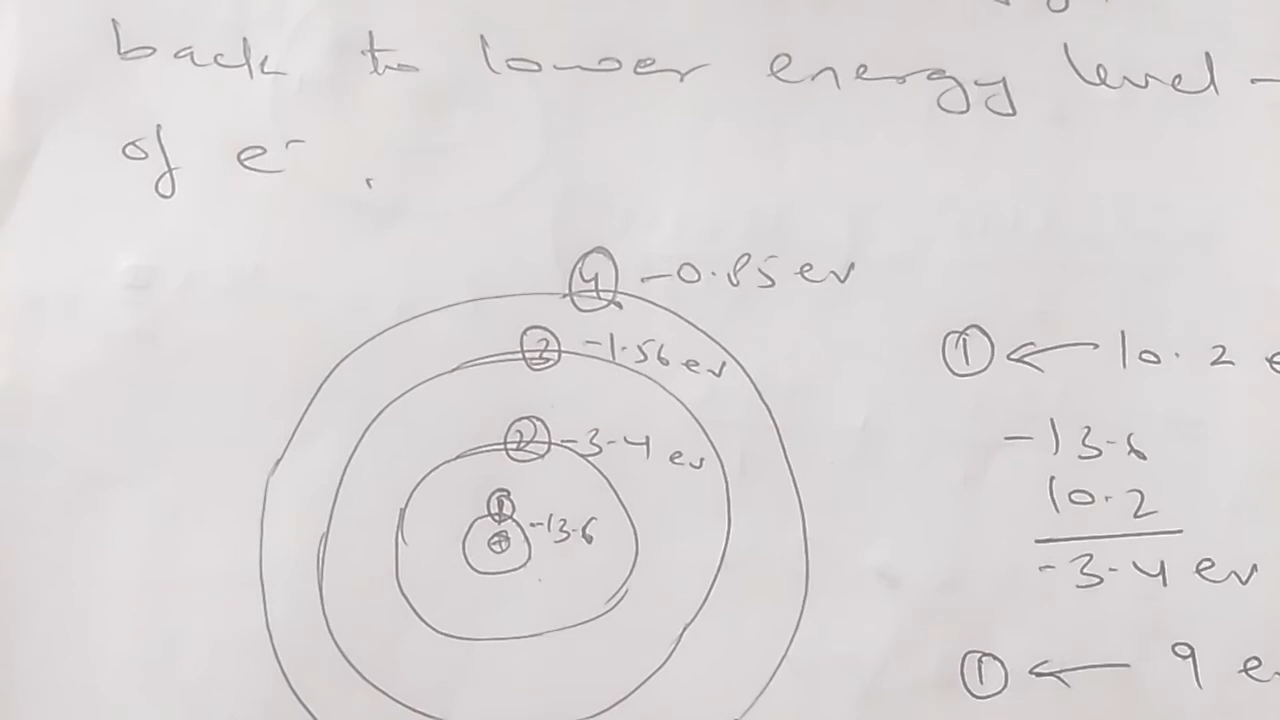 back to lower energy level -
of e⁻ .
4 -0.85 ev
3 -1.56 ev
2 -3.4 ev
1 -13.6
+
① ← 10.2 e
-13.6
10.2
-3.4 ev
① ← 9 e